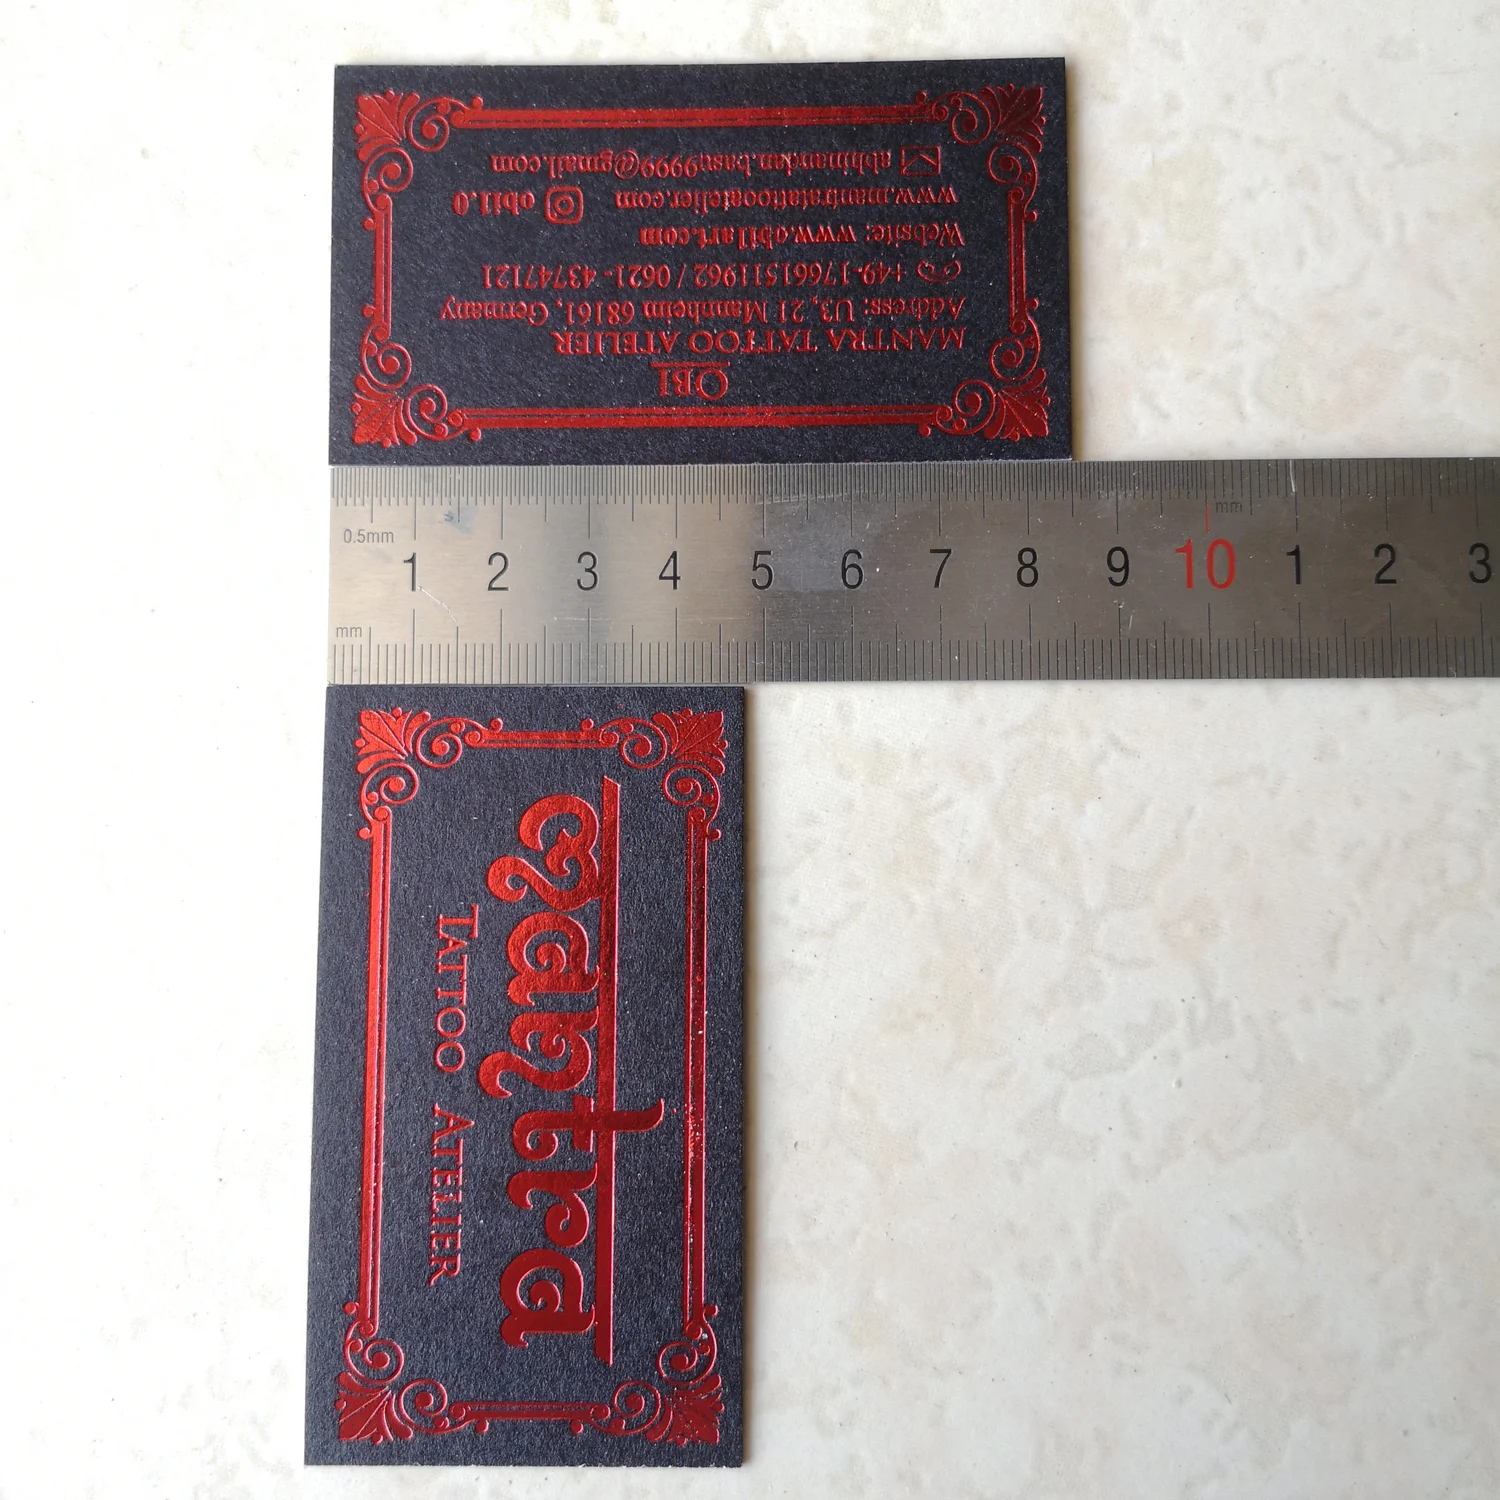 OBI
MANTRA TATTOO ATELIER
Address: U3, 21 Mannheim 68161, Germany
+49-17661511962 / 0621- 43747121
Website: www.obi1art.com
www.mantratattooatelier.com obi1.0
abhinandan.basu9999@gmail.com
0.5mm
mm
1 2 3 4 5 6 7 8 9 10 1 2 3
mm
mantra
TATTOO ATELIER